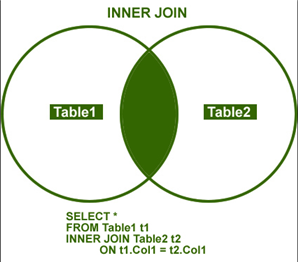 INNER JOIN
Table1 Table2
SELECT *
FROM Table1 t1
INNER JOIN Table2 t2
ON t1.Col1 = t2.Col1